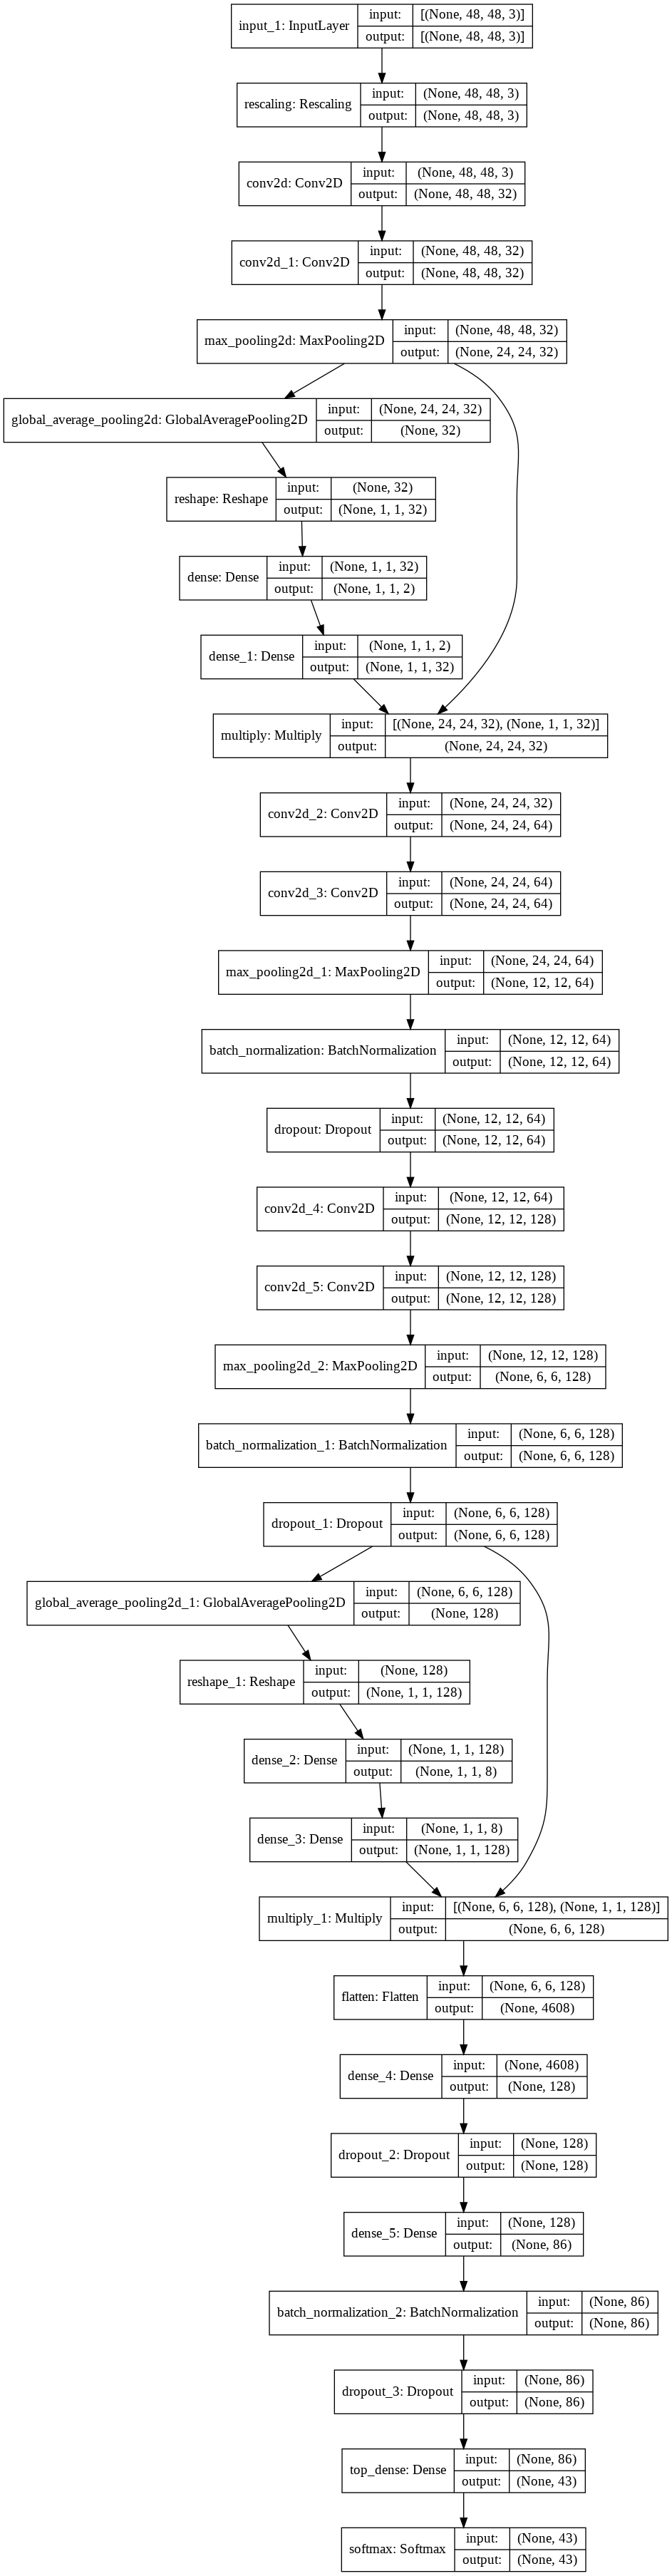 input_1: InputLayer
input: [(None, 48, 48, 3)]
output: [(None, 48, 48, 3)]
rescaling: Rescaling
input: (None, 48, 48, 3)
output: (None, 48, 48, 3)
conv2d: Conv2D
input: (None, 48, 48, 3)
output: (None, 48, 48, 32)
conv2d_1: Conv2D
input: (None, 48, 48, 32)
output: (None, 48, 48, 32)
max_pooling2d: MaxPooling2D
input: (None, 48, 48, 32)
output: (None, 24, 24, 32)
global_average_pooling2d: GlobalAveragePooling2D
input: (None, 24, 24, 32)
output: (None, 32)
reshape: Reshape
input: (None, 32)
output: (None, 1, 1, 32)
dense: Dense
input: (None, 1, 1, 32)
output: (None, 1, 1, 2)
dense_1: Dense
input: (None, 1, 1, 2)
output: (None, 1, 1, 32)
multiply: Multiply
input: [(None, 24, 24, 32), (None, 1, 1, 32)]
output: (None, 24, 24, 32)
conv2d_2: Conv2D
input: (None, 24, 24, 32)
output: (None, 24, 24, 64)
conv2d_3: Conv2D
input: (None, 24, 24, 64)
output: (None, 24, 24, 64)
max_pooling2d_1: MaxPooling2D
input: (None, 24, 24, 64)
output: (None, 12, 12, 64)
batch_normalization: BatchNormalization
input: (None, 12, 12, 64)
output: (None, 12, 12, 64)
dropout: Dropout
input: (None, 12, 12, 64)
output: (None, 12, 12, 64)
conv2d_4: Conv2D
input: (None, 12, 12, 64)
output: (None, 12, 12, 128)
conv2d_5: Conv2D
input: (None, 12, 12, 128)
output: (None, 12, 12, 128)
max_pooling2d_2: MaxPooling2D
input: (None, 12, 12, 128)
output: (None, 6, 6, 128)
batch_normalization_1: BatchNormalization
input: (None, 6, 6, 128)
output: (None, 6, 6, 128)
dropout_1: Dropout
input: (None, 6, 6, 128)
output: (None, 6, 6, 128)
global_average_pooling2d_1: GlobalAveragePooling2D
input: (None, 6, 6, 128)
output: (None, 128)
reshape_1: Reshape
input: (None, 128)
output: (None, 1, 1, 128)
dense_2: Dense
input: (None, 1, 1, 128)
output: (None, 1, 1, 8)
dense_3: Dense
input: (None, 1, 1, 8)
output: (None, 1, 1, 128)
multiply_1: Multiply
input: [(None, 6, 6, 128), (None, 1, 1, 128)]
output: (None, 6, 6, 128)
flatten: Flatten
input: (None, 6, 6, 128)
output: (None, 4608)
dense_4: Dense
input: (None, 4608)
output: (None, 128)
dropout_2: Dropout
input: (None, 128)
output: (None, 128)
dense_5: Dense
input: (None, 128)
output: (None, 86)
batch_normalization_2: BatchNormalization
input: (None, 86)
output: (None, 86)
dropout_3: Dropout
input: (None, 86)
output: (None, 86)
top_dense: Dense
input: (None, 86)
output: (None, 43)
softmax: Softmax
input: (None, 43)
output: (None, 43)